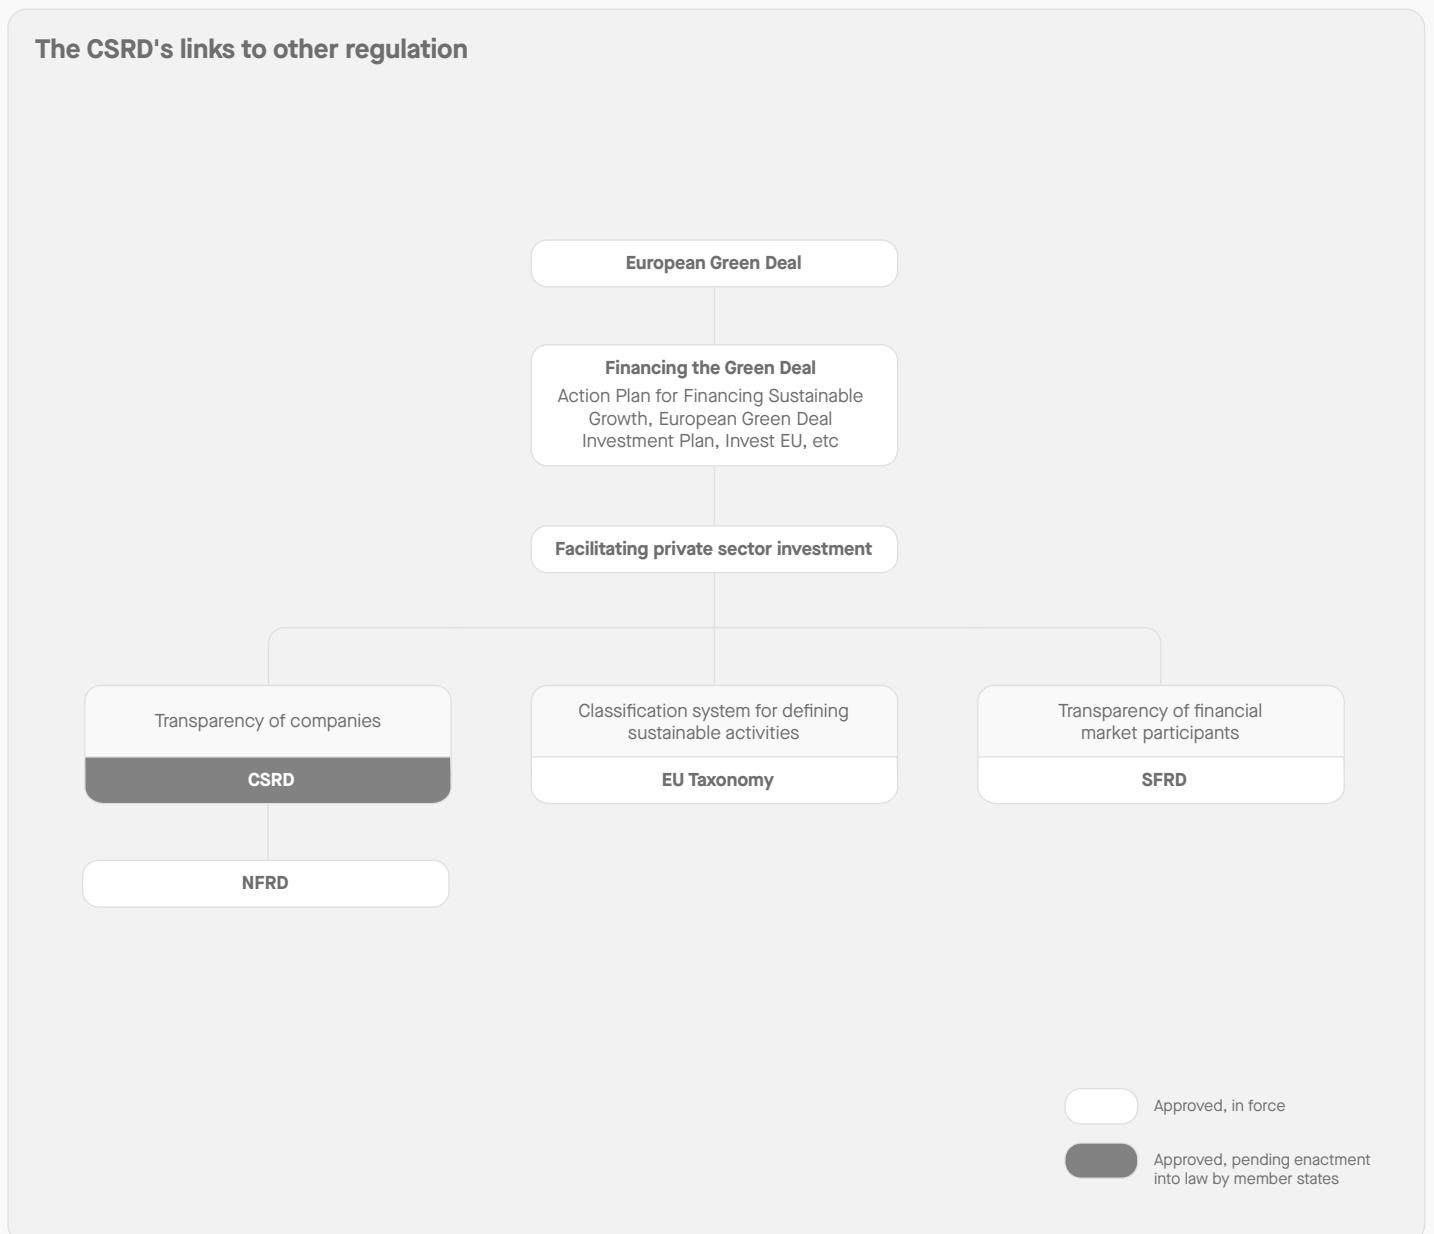 The CSRD's links to other regulation
European Green Deal
Financing the Green Deal
Action Plan for Financing Sustainable
Growth, European Green Deal
Investment Plan, Invest EU, etc
Facilitating private sector investment
Transparency of companies
CSRD
NFRD
Classification system for defining
sustainable activities
EU Taxonomy
Transparency of financial
market participants
SFRD
Approved, in force
Approved, pending enactment
into law by member states